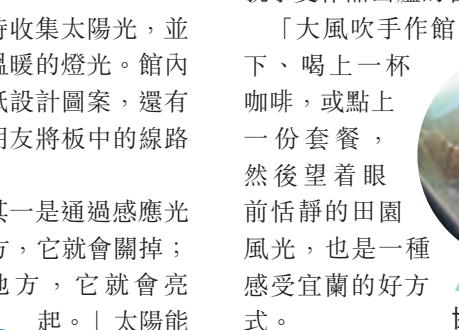 時收集太陽光，並
溫暖的燈光。館內
紙設計圖案，還有
朋友將板中的線路
其一是通過感應光
方，它就會關掉；
地方，它就會亮
起。」太陽能
「大風吹手作館
下、喝上一杯
咖啡，或點上
一份套餐，
然後望着眼
前恬靜的田園
風光，也是一種
感受宜蘭的好方
式。